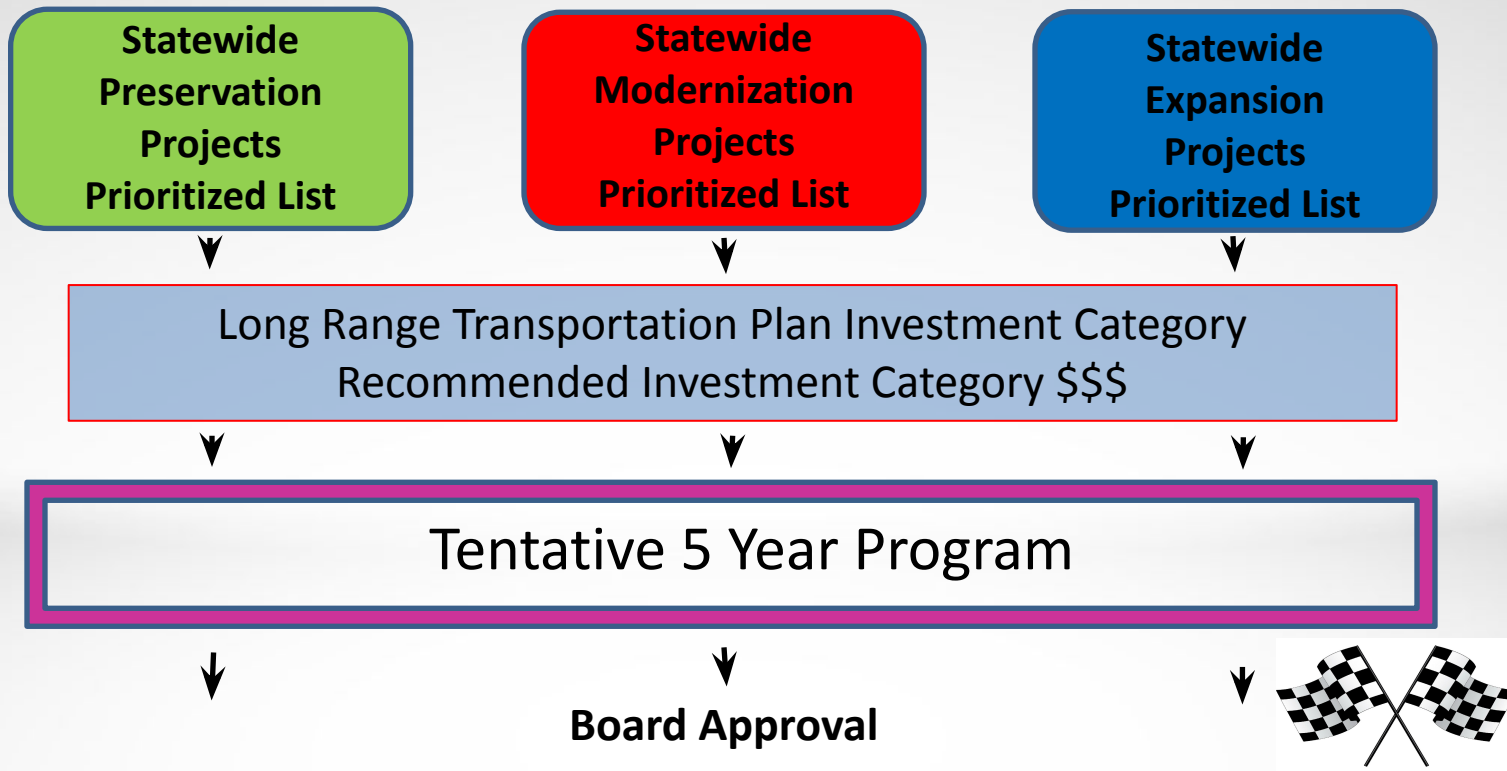 Statewide
Preservation
Projects
Prioritized List
Statewide
Modernization
Projects
Prioritized List
Statewide
Expansion
Projects
Prioritized List
Long Range Transportation Plan Investment Category
Recommended Investment Category $$$
Tentative 5 Year Program
Board Approval